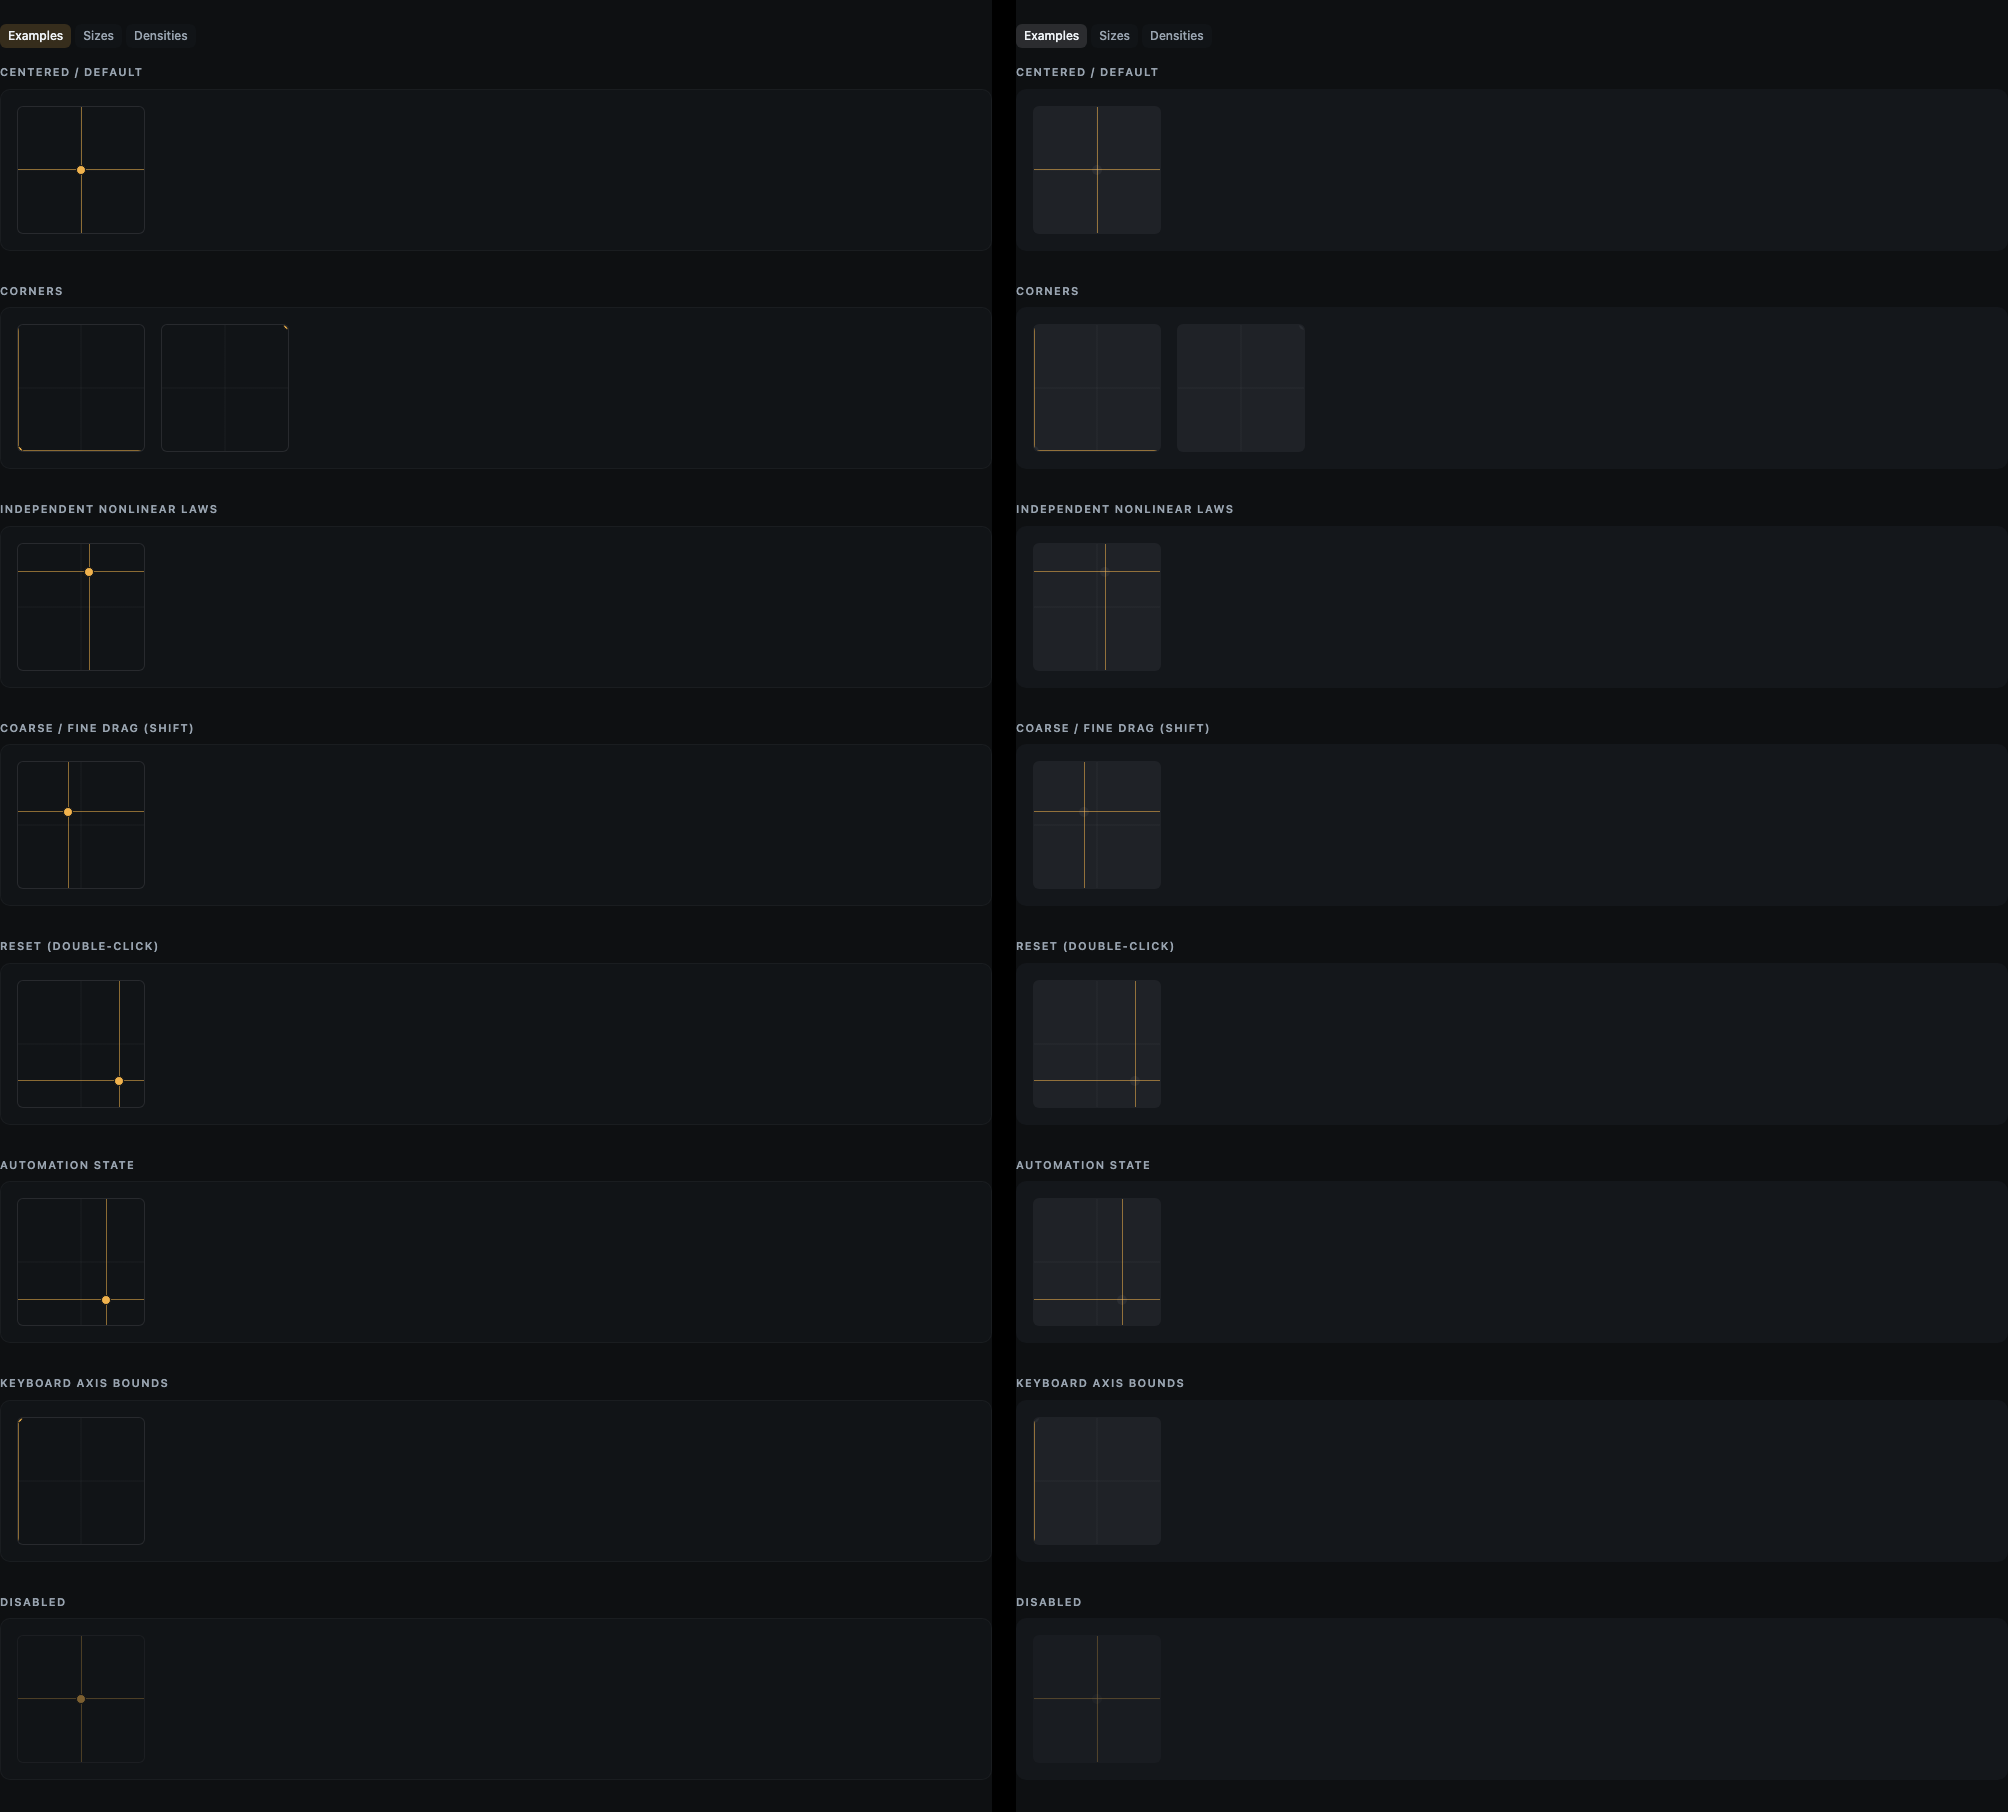 Examples Sizes Densities
CENTERED / DEFAULT
CORNERS
INDEPENDENT NONLINEAR LAWS
COARSE / FINE DRAG (SHIFT)
RESET (DOUBLE-CLICK)
AUTOMATION STATE
KEYBOARD AXIS BOUNDS
DISABLED
Examples Sizes Densities
CENTERED / DEFAULT
CORNERS
INDEPENDENT NONLINEAR LAWS
COARSE / FINE DRAG (SHIFT)
RESET (DOUBLE-CLICK)
AUTOMATION STATE
KEYBOARD AXIS BOUNDS
DISABLED